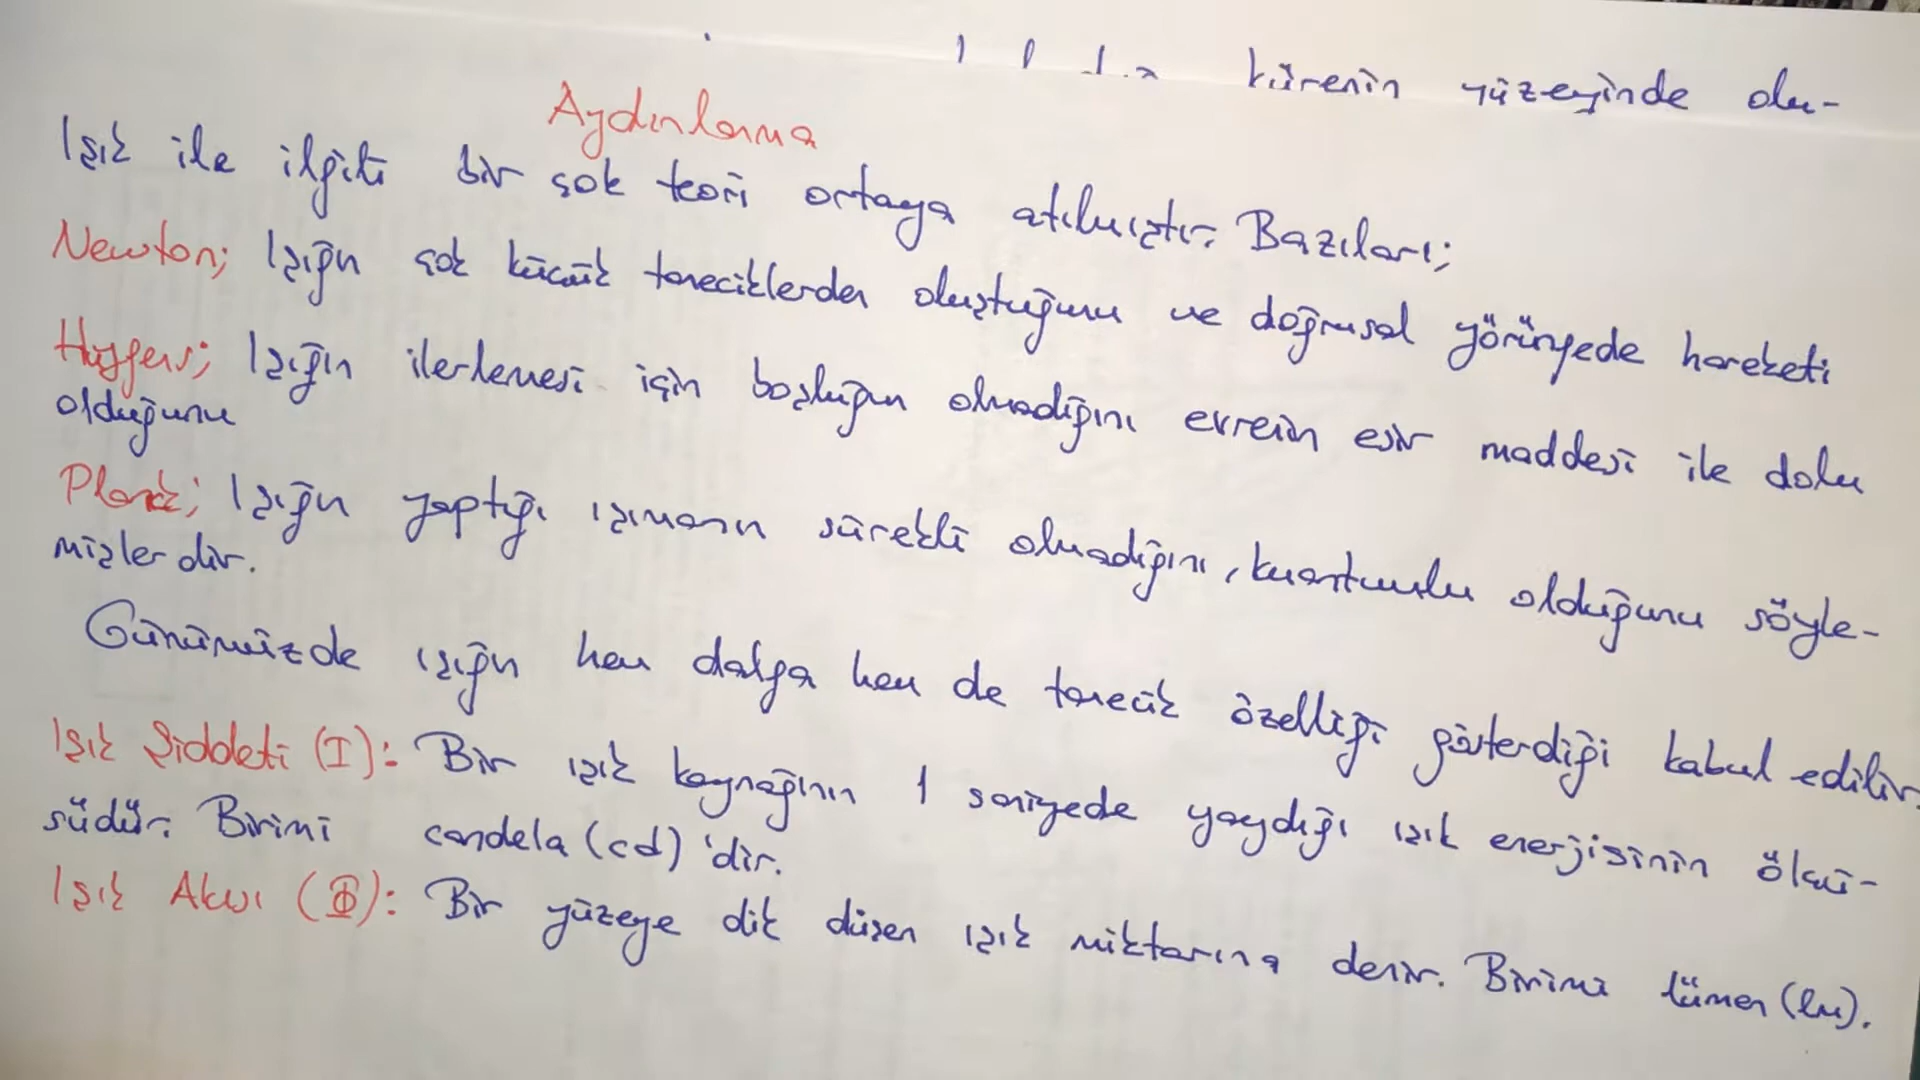 kürenin yüzeyinde olu-
Aydınlanma
Işık ile ilgili bir çok teori ortaya atılmıştır. Bazıları;
Newton; Işığın çok küçük taneciklerden oluştuğunu ve doğrusal yörüngede hareketi
Huygens; Işığın ilerlemesi için boşluğun olmadığını evrenin esir maddesi ile dolu
olduğunu
Planck; Işığın yaptığı ışımanın sürekli olmadığını, kuantumlu olduğunu söyle-
mişlerdir.
Günümüzde ışığın hem dalga hem de tanecik özelliği gösterdiği kabul edilir.
Işık Şiddeti (I): Bir ışık kaynağının 1 saniyede yaydığı ışık enerjisinin ölçü-
südür. Birimi candela (cd) 'dir.
Işık Akısı (Φ): Bir yüzeye dik düşen ışık miktarına denir. Birimi lümen (lm).